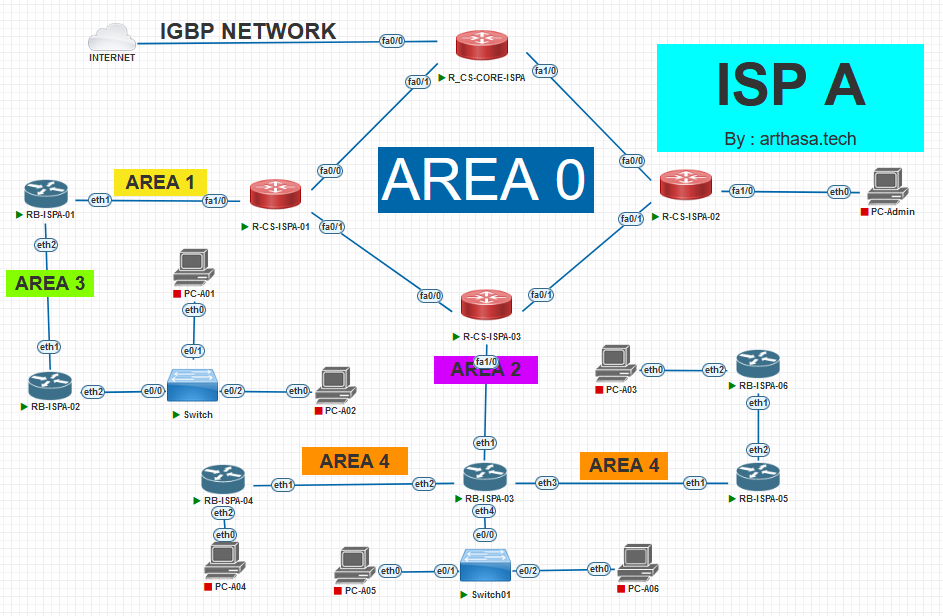 IGBP NETWORK
INTERNET
fa0/0
R_CS-CORE-ISPA
fa0/1
fa1/0
ISP A
By : arthasa.tech
AREA 0
AREA 1
fa0/0
fa0/0
RB-ISPA-01
eth1
fa1/0
R-CS-ISPA-01
fa0/1
R-CS-ISPA-02
fa0/1
fa1/0
eth0
PC-Admin
eth2
AREA 3
PC-A01
eth0
fa0/0
fa0/1
R-CS-ISPA-03
fa1/0
AREA 2
eth1
e0/1
RB-ISPA-02
eth2
e0/0
e0/2
Switch
eth0
PC-A02
PC-A03
eth0
eth2
RB-ISPA-06
eth1
eth1
eth2
AREA 4
AREA 4
RB-ISPA-04
eth1
eth2
RB-ISPA-03
eth3
eth1
RB-ISPA-05
eth2
eth4
eth0
e0/0
PC-A04
PC-A05
eth0
e0/1
e0/2
Switch01
eth0
PC-A06